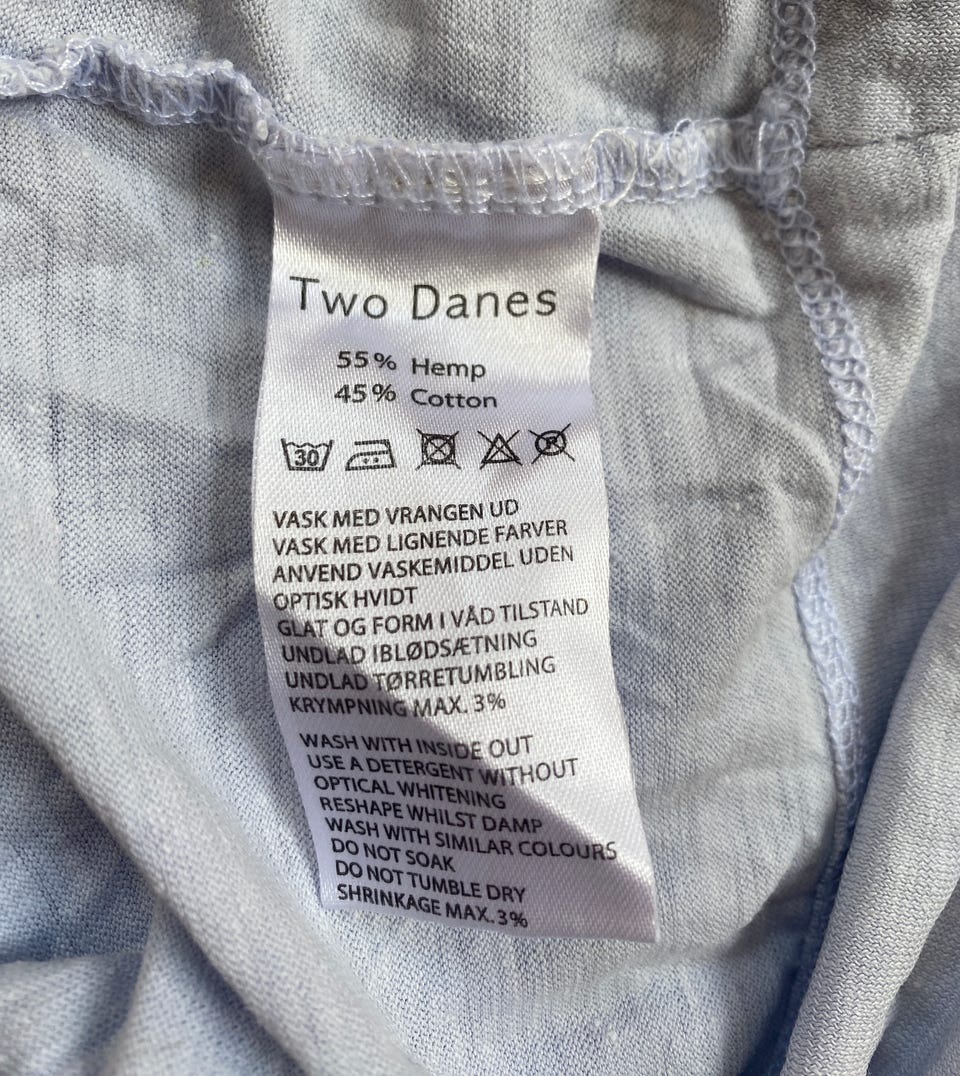 Two Danes
55% Hemp
45% Cotton
30
VASK MED VRANGEN UD
VASK MED LIGNENDE FARVER
ANVEND VASKEMIDDEL UDEN
OPTISK HVIDT
GLAT OG FORM I VÅD TILSTAND
UNDLAD IBLØDSÆTNING
UNDLAD TØRRETUMBLING
KRYMPNING MAX. 3%
WASH WITH INSIDE OUT
USE A DETERGENT WITHOUT
OPTICAL WHITENING
RESHAPE WHILST DAMP
WASH WITH SIMILAR COLOURS
DO NOT SOAK
DO NOT TUMBLE DRY
SHRINKAGE MAX. 3%